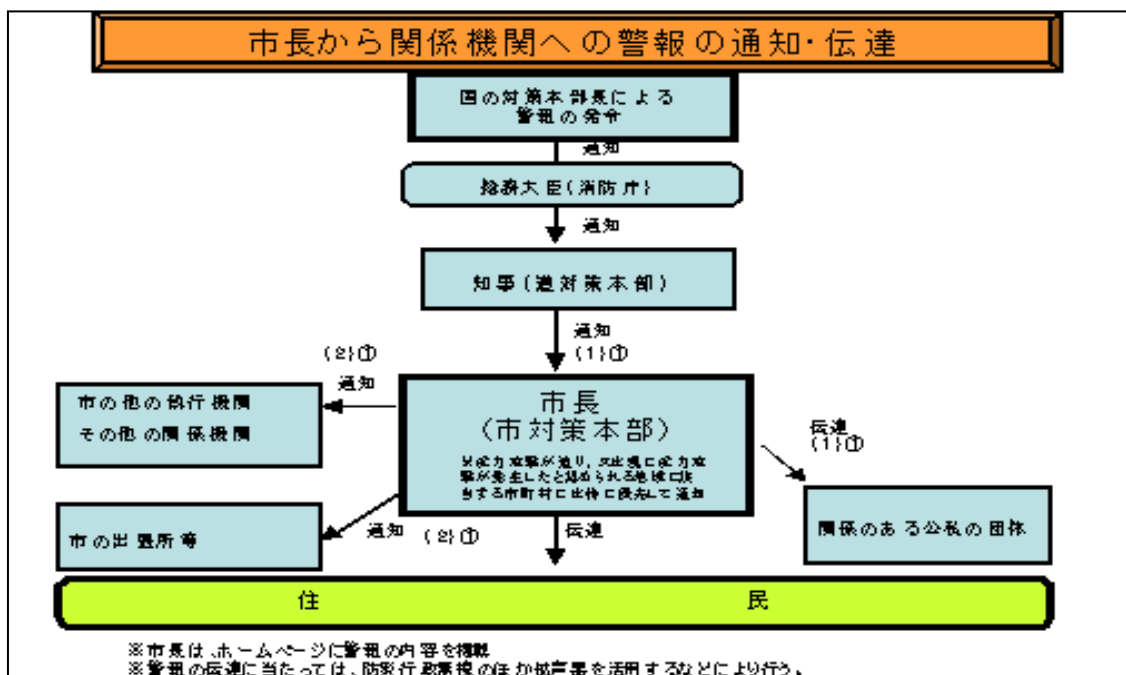 市長から関係機関への警報の通知・伝達
国の対策本部長による
警報の発令
通知
総務大臣(消防庁)
通知
知事(道対策本部)
通知
(1)①
(2)①
通知
市の他の執行機関
その他の関係機関
市長
(市対策本部)
※武力攻撃が迫り、又は現に武力攻
撃が発生したと認められる地域に該
当する市町村には特に優先して通知
伝達
(1)①
市の出張所等
通知 (2)①
伝達
関係のある公私の団体
住 民
※市長は、ホームページに警報の内容を掲載
※警報の伝達に当たっては、防災行政無線のほか拡声器を活用するなどにより行う。